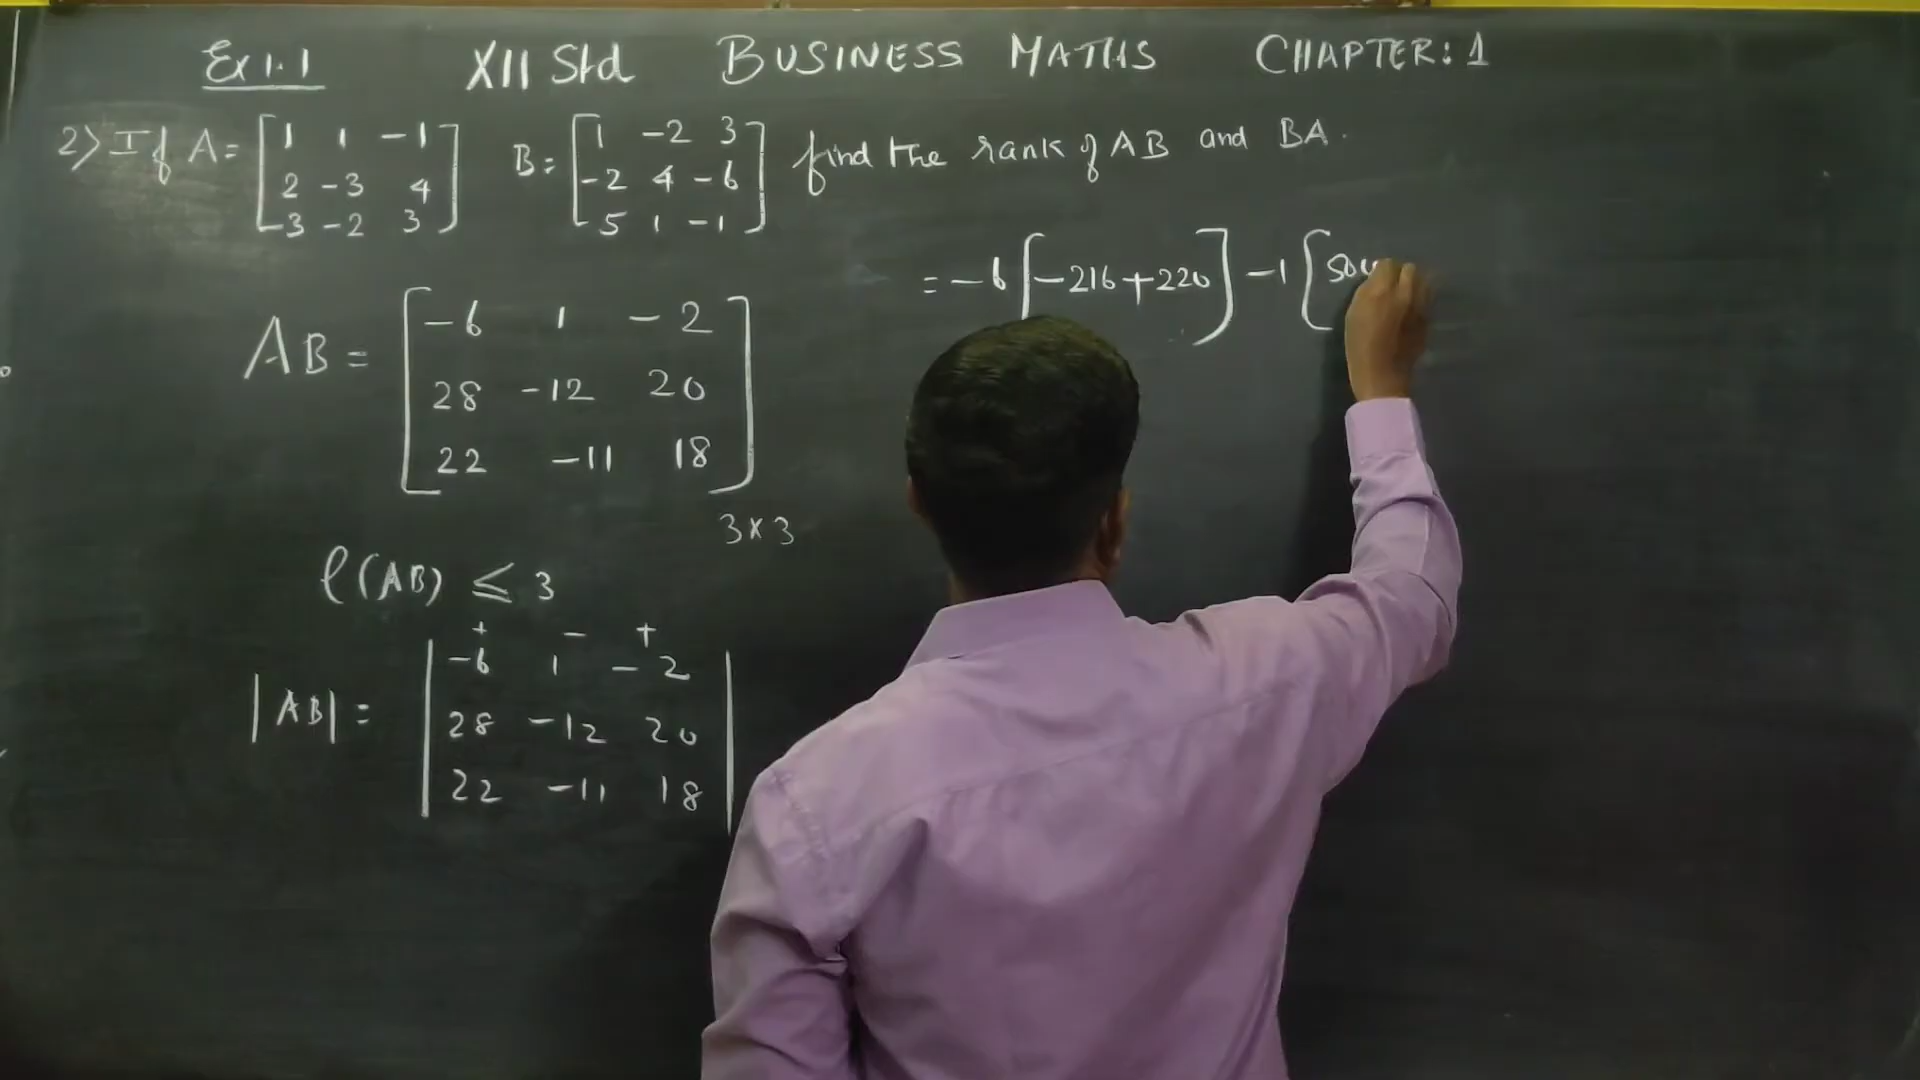 Ex 1.1 XII Std BUSINESS MATHS CHAPTER: 1
2) If A = [ 1 1 -1 ] B = [ 1 -2 3 ] find the rank of AB and BA.
[ 2 -3 4 ] [ -2 4 -6 ]
[ 3 -2 3 ] [ 5 1 -1 ]
= -6 [ -216 + 220 ] -1 [ 504
AB = [ -6 1 -2 ]
[ 28 -12 20 ]
[ 22 -11 18 ]
3×3
ρ(AB) ≤ 3
+ - +
|AB| = | -6 1 -2 |
| 28 -12 20 |
| 22 -11 18 |